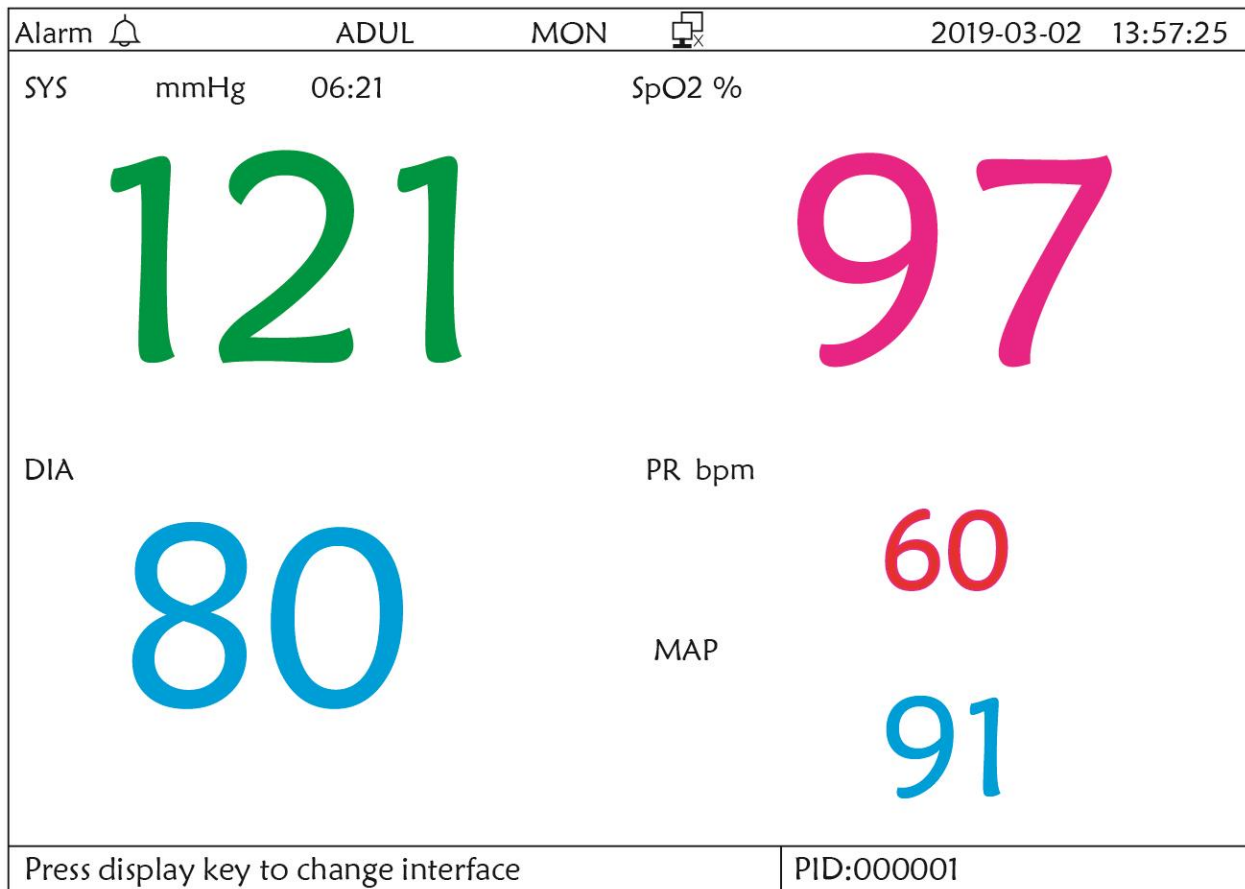 Alarm ADUL MON 2019-03-02 13:57:25
SYS mmHg 06:21 SpO2 %
121 97
DIA PR bpm
80 60
MAP
91
Press display key to change interface PID:000001